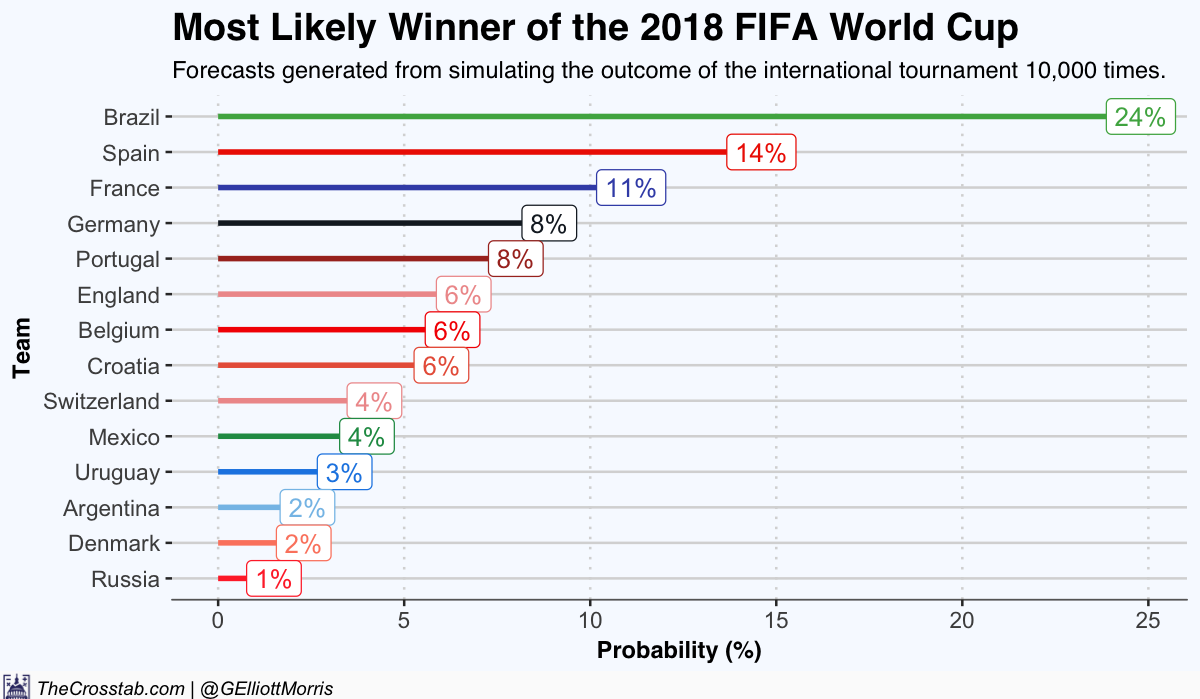 Most Likely Winner of the 2018 FIFA World Cup
Forecasts generated from simulating the outcome of the international tournament 10,000 times.
Team
Brazil 24%
Spain 14%
France 11%
Germany 8%
Portugal 8%
England 6%
Belgium 6%
Croatia 6%
Switzerland 4%
Mexico 4%
Uruguay 3%
Argentina 2%
Denmark 2%
Russia 1%
0 5 10 15 20 25
Probability (%)
TheCrosstab.com | @GElliottMorris